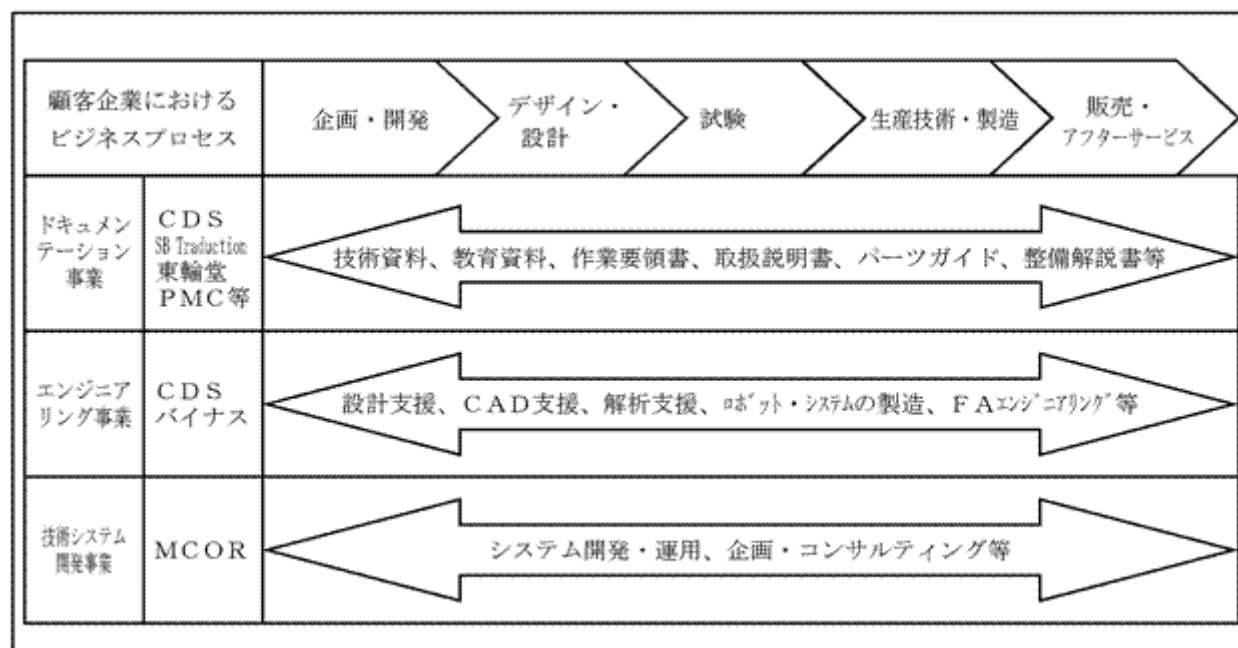 顧客企業における
ビジネスプロセス
企画・開発
デザイン・
設計
試験
生産技術・製造
販売・
アフターサービス
ドキュメン
テーション
事業
ＣＤＳ
SB Traduction
東輪堂
ＰＭＣ等
技術資料、教育資料、作業要領書、取扱説明書、パーツガイド、整備解説書等
エンジニア
リング事業
ＣＤＳ
バイナス
設計支援、ＣＡＤ支援、解析支援、ﾛﾎﾞｯﾄ・ｼｽﾃﾑの製造、ＦＡｴﾝｼﾞﾆｱﾘﾝｸﾞ等
技術システム
開発事業
ＭＣＯＲ
システム開発・運用、企画・コンサルティング等